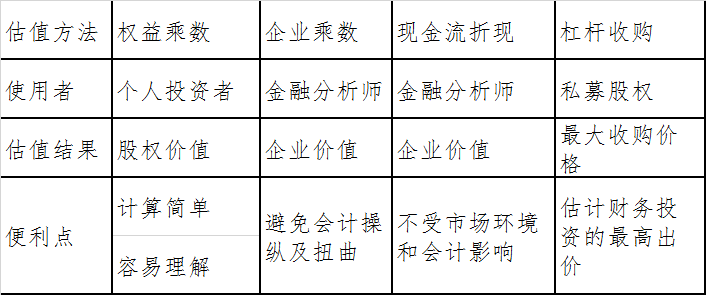 估值方法 权益乘数 企业乘数 现金流折现 杠杆收购
使用者 个人投资者 金融分析师 金融分析师 私募股权
估值结果 股权价值 企业价值 企业价值 最大收购价
格
便利点 计算简单
容易理解
避免会计操
纵及扭曲
不受市场环境
和会计影响
估计财务投
资的最高出
价